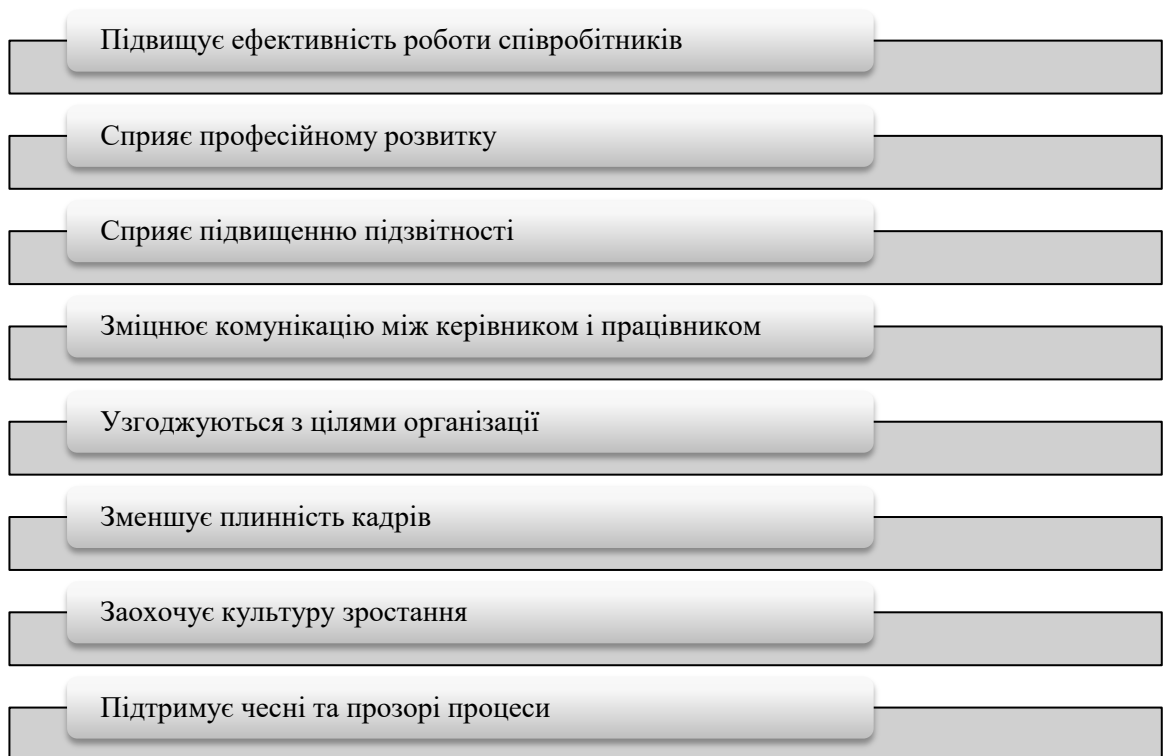 Підвищує ефективність роботи співробітників
Сприяє професійному розвитку
Сприяє підвищенню підзвітності
Зміцнює комунікацію між керівником і працівником
Узгоджуються з цілями організації
Зменшує плинність кадрів
Заохочує культуру зростання
Підтримує чесні та прозорі процеси